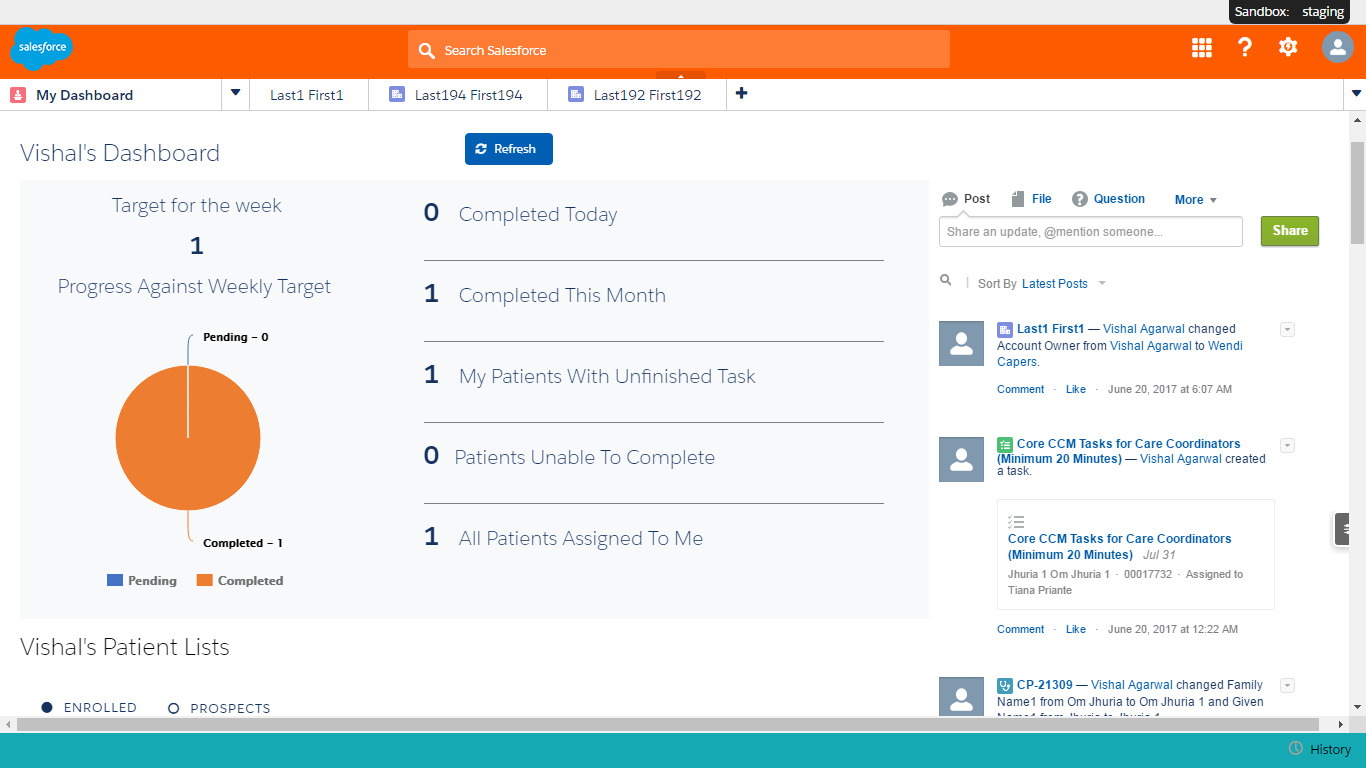 Sandbox: staging
salesforce
Search Salesforce
My Dashboard
Last1 First1
Last194 First194
Last192 First192
Vishal's Dashboard
Refresh
Target for the week
1
Progress Against Weekly Target
Pending – 0
Completed – 1
Pending
Completed
0 Completed Today
1 Completed This Month
1 My Patients With Unfinished Task
0 Patients Unable To Complete
1 All Patients Assigned To Me
Post
File
Question
More
Share an update, @mention someone...
Share
Sort By Latest Posts
Last1 First1 — Vishal Agarwal changed
Account Owner from Vishal Agarwal to Wendi
Capers.
Comment · Like · June 20, 2017 at 6:07 AM
Core CCM Tasks for Care Coordinators
(Minimum 20 Minutes) — Vishal Agarwal created
a task.
Core CCM Tasks for Care Coordinators
(Minimum 20 Minutes) Jul 31
Jhuria 1 Om Jhuria 1 · 00017732 · Assigned to
Tiana Priante
Comment · Like · June 20, 2017 at 12:22 AM
CP-21309 — Vishal Agarwal changed Family
Name1 from Om Jhuria to Om Jhuria 1 and Given
Name1 from Jhuria to Jhuria 1
Vishal's Patient Lists
ENROLLED
PROSPECTS
History